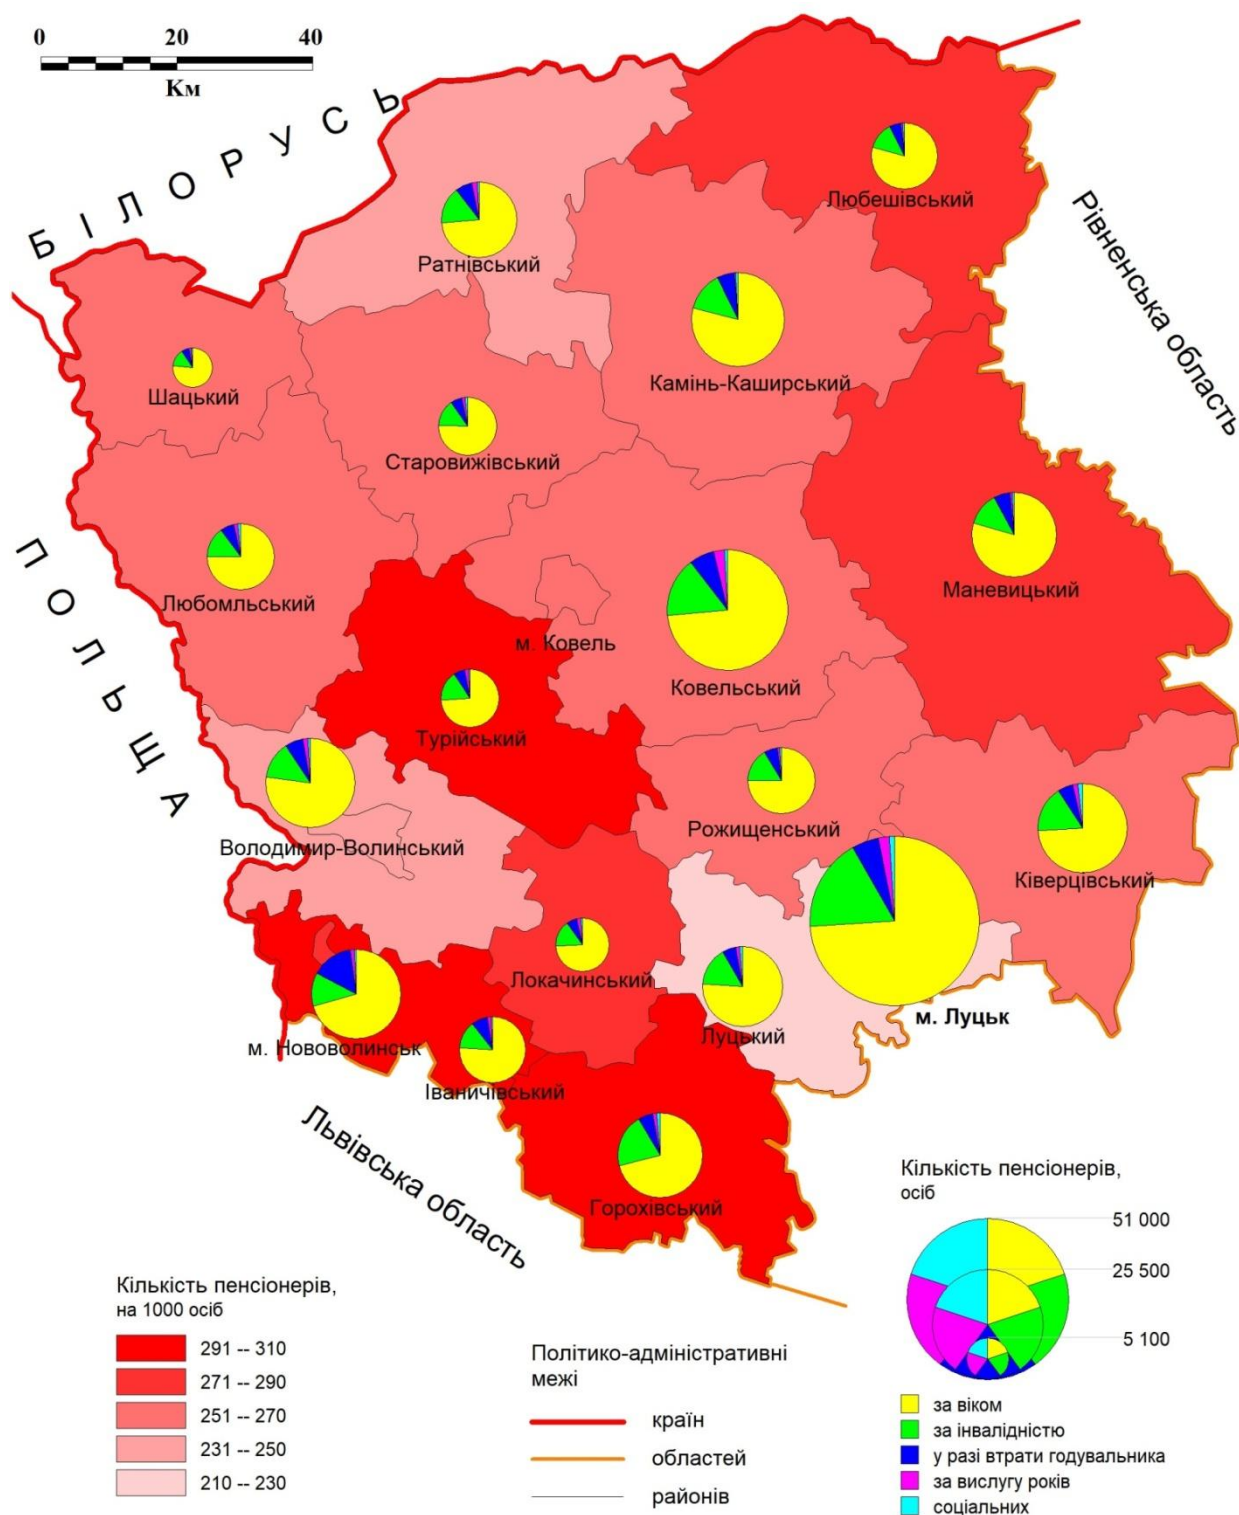 0 20 40
Км
БІЛОРУСЬ
ПОЛЬЩА
Рівненська область
Львівська область
Любешівський
Ратнівський
Камінь-Каширський
Шацький
Старовижівський
Маневицький
Любомльський
м. Ковель
Ковельський
Турійський
Рожищенський
Володимир-Волинський
Ківерцівський
Локачинський
м. Луцьк
Луцький
м. Нововолинськ
Іваничівський
Горохівський
Кількість пенсіонерів,
на 1000 осіб
291 -- 310
271 -- 290
251 -- 270
231 -- 250
210 -- 230
Політико-адміністративні
межі
країн
областей
районів
Кількість пенсіонерів,
осіб
51 000
25 500
5 100
за віком
за інвалідністю
у разі втрати годувальника
за вислугу років
соціальних